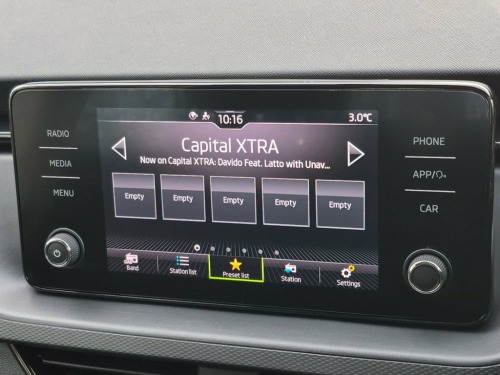 10:16
3.0°C
RADIO
MEDIA
MENU
Capital XTRA
Now on Capital XTRA: Davido Feat. Latto with Unav...
Empty
Empty
Empty
Empty
Empty
Band
Station list
Preset list
Station
Settings
PHONE
APP/
CAR